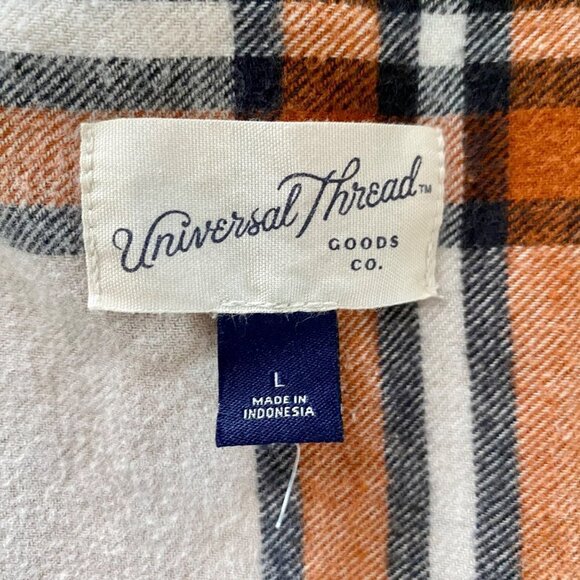 Universal Thread™
GOODS
CO.
L
MADE IN
INDONESIA